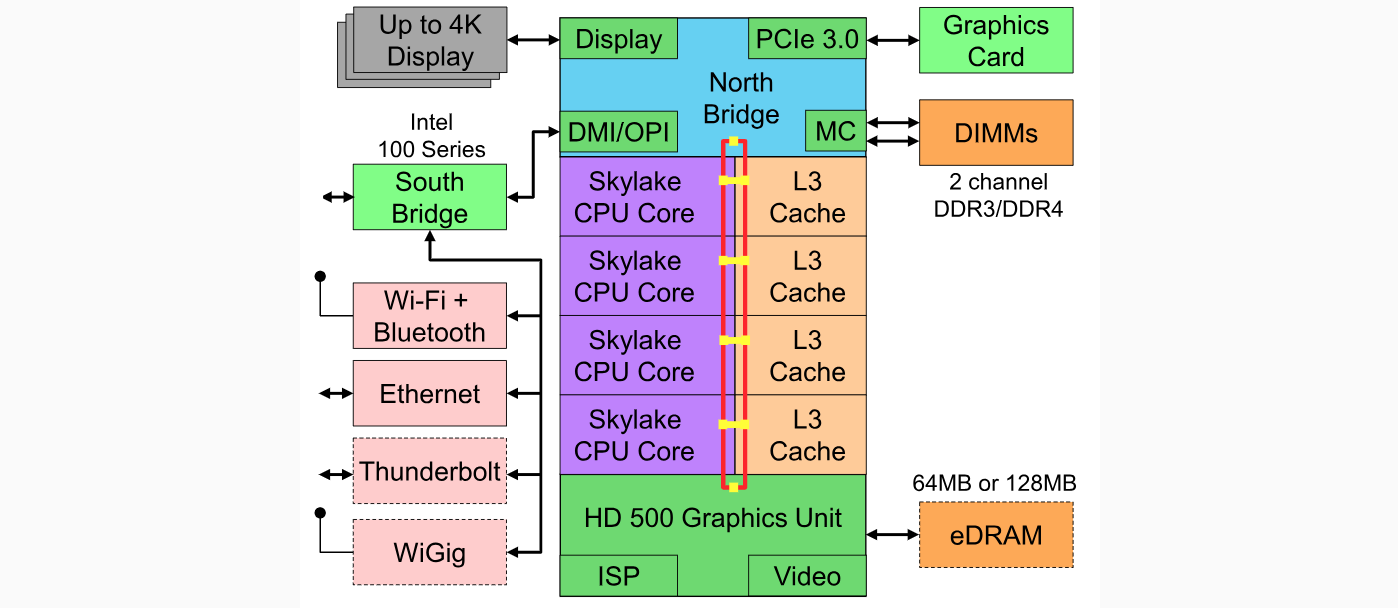 Up to 4K
Display
Display
PCIe 3.0
Graphics
Card
North
Bridge
Intel
100 Series
DMI/OPI
MC
DIMMs
2 channel
DDR3/DDR4
South
Bridge
Skylake
CPU Core
L3
Cache
Skylake
CPU Core
L3
Cache
Wi-Fi +
Bluetooth
Skylake
CPU Core
L3
Cache
Ethernet
Skylake
CPU Core
L3
Cache
Thunderbolt
64MB or 128MB
HD 500 Graphics Unit
eDRAM
WiGig
ISP
Video